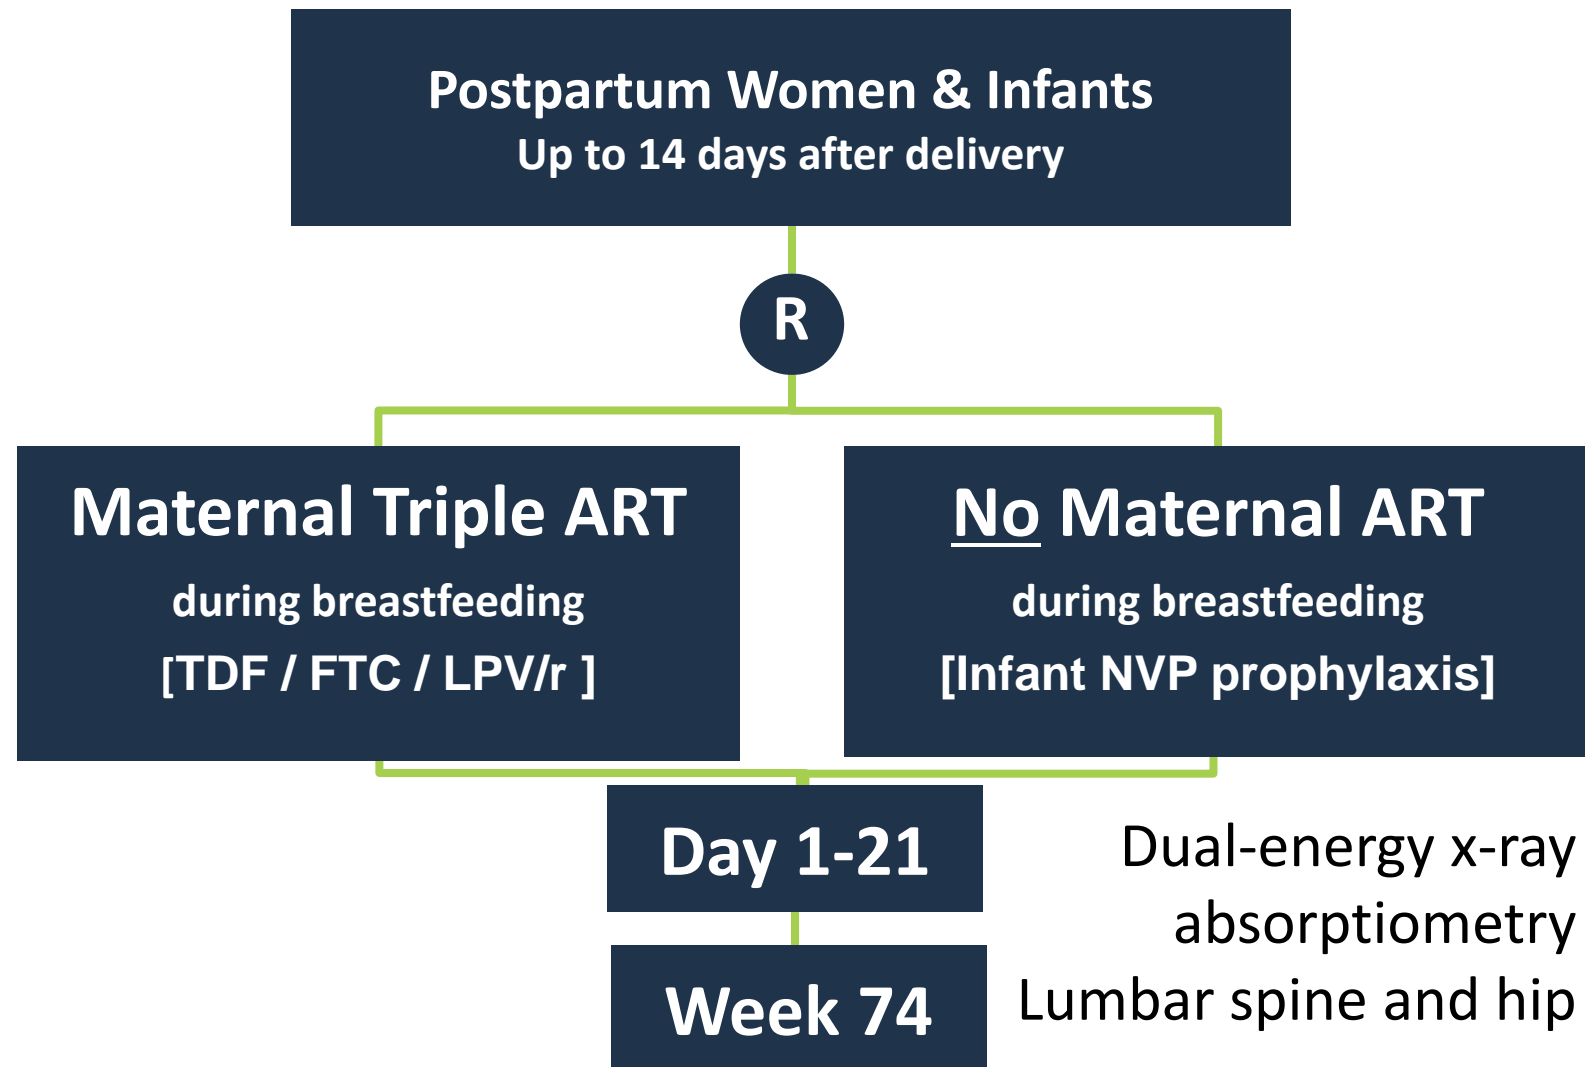 Postpartum Women & Infants
Up to 14 days after delivery
R
Maternal Triple ART
during breastfeeding
[TDF / FTC / LPV/r ]
No Maternal ART
during breastfeeding
[Infant NVP prophylaxis]
Day 1-21
Week 74
Dual-energy x-ray
absorptiometry
Lumbar spine and hip